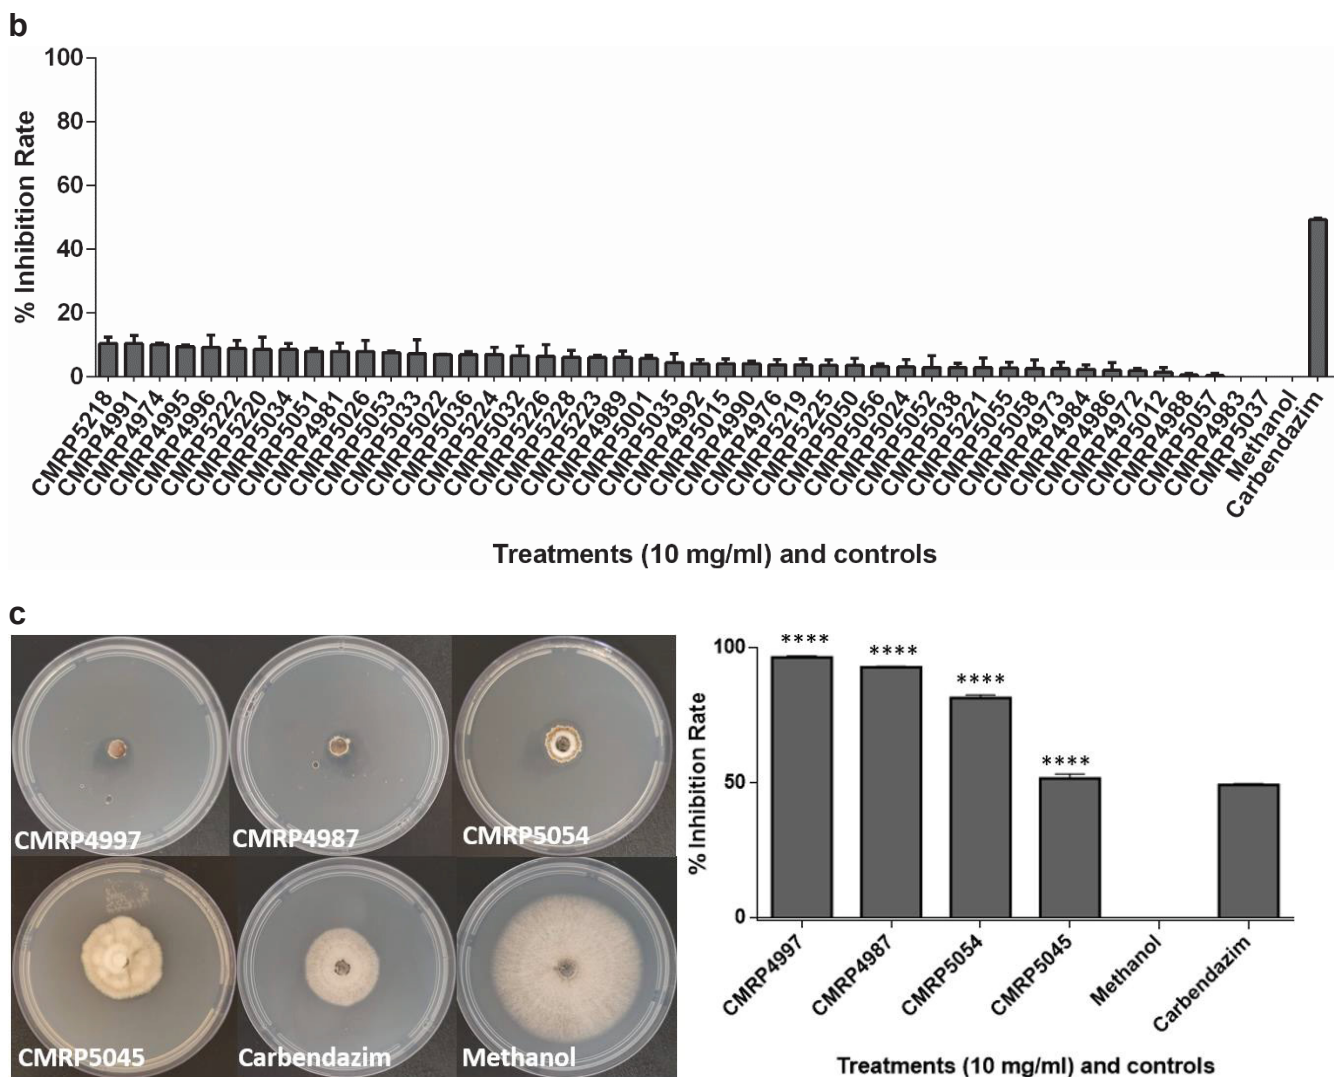 b
% Inhibition Rate
100
80
60
40
20
0
CMRP5218
CMRP4991
CMRP4974
CMRP4995
CMRP4996
CMRP5222
CMRP5220
CMRP5034
CMRP5051
CMRP4981
CMRP5026
CMRP5053
CMRP5033
CMRP5022
CMRP5036
CMRP5224
CMRP5032
CMRP5226
CMRP5228
CMRP5223
CMRP4989
CMRP5001
CMRP5035
CMRP4992
CMRP5015
CMRP4990
CMRP4976
CMRP5219
CMRP5225
CMRP5050
CMRP5056
CMRP5024
CMRP5052
CMRP5038
CMRP5221
CMRP5055
CMRP5058
CMRP4973
CMRP4984
CMRP4986
CMRP4972
CMRP5012
CMRP4988
CMRP5057
CMRP4983
CMRP5037
Methanol
Carbendazim
Treatments (10 mg/ml) and controls
c
CMRP4997
CMRP4987
CMRP5054
CMRP5045
Carbendazim
Methanol
% Inhibition Rate
100
50
0
****
****
****
****
CMRP4997
CMRP4987
CMRP5054
CMRP5045
Methanol
Carbendazim
Treatments (10 mg/ml) and controls